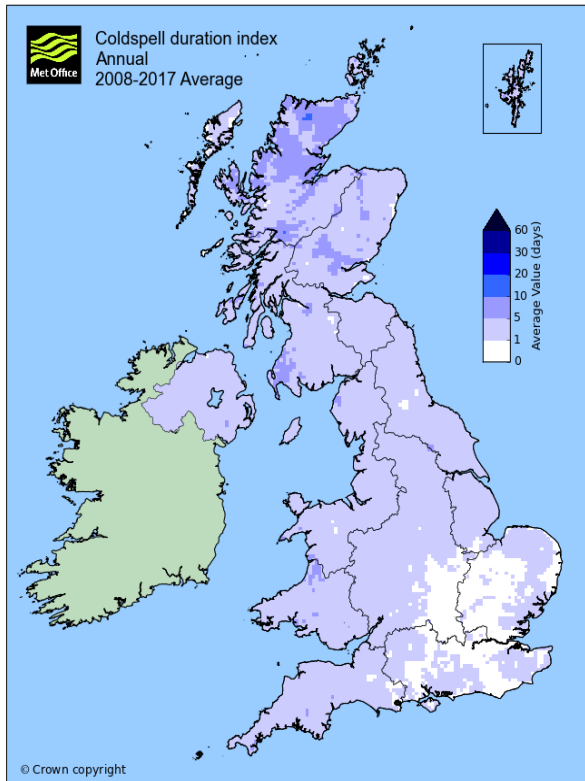 Met Office
Coldspell duration index
Annual
2008-2017 Average
60
30
20
10
5
1
0
Average Value (days)
© Crown copyright